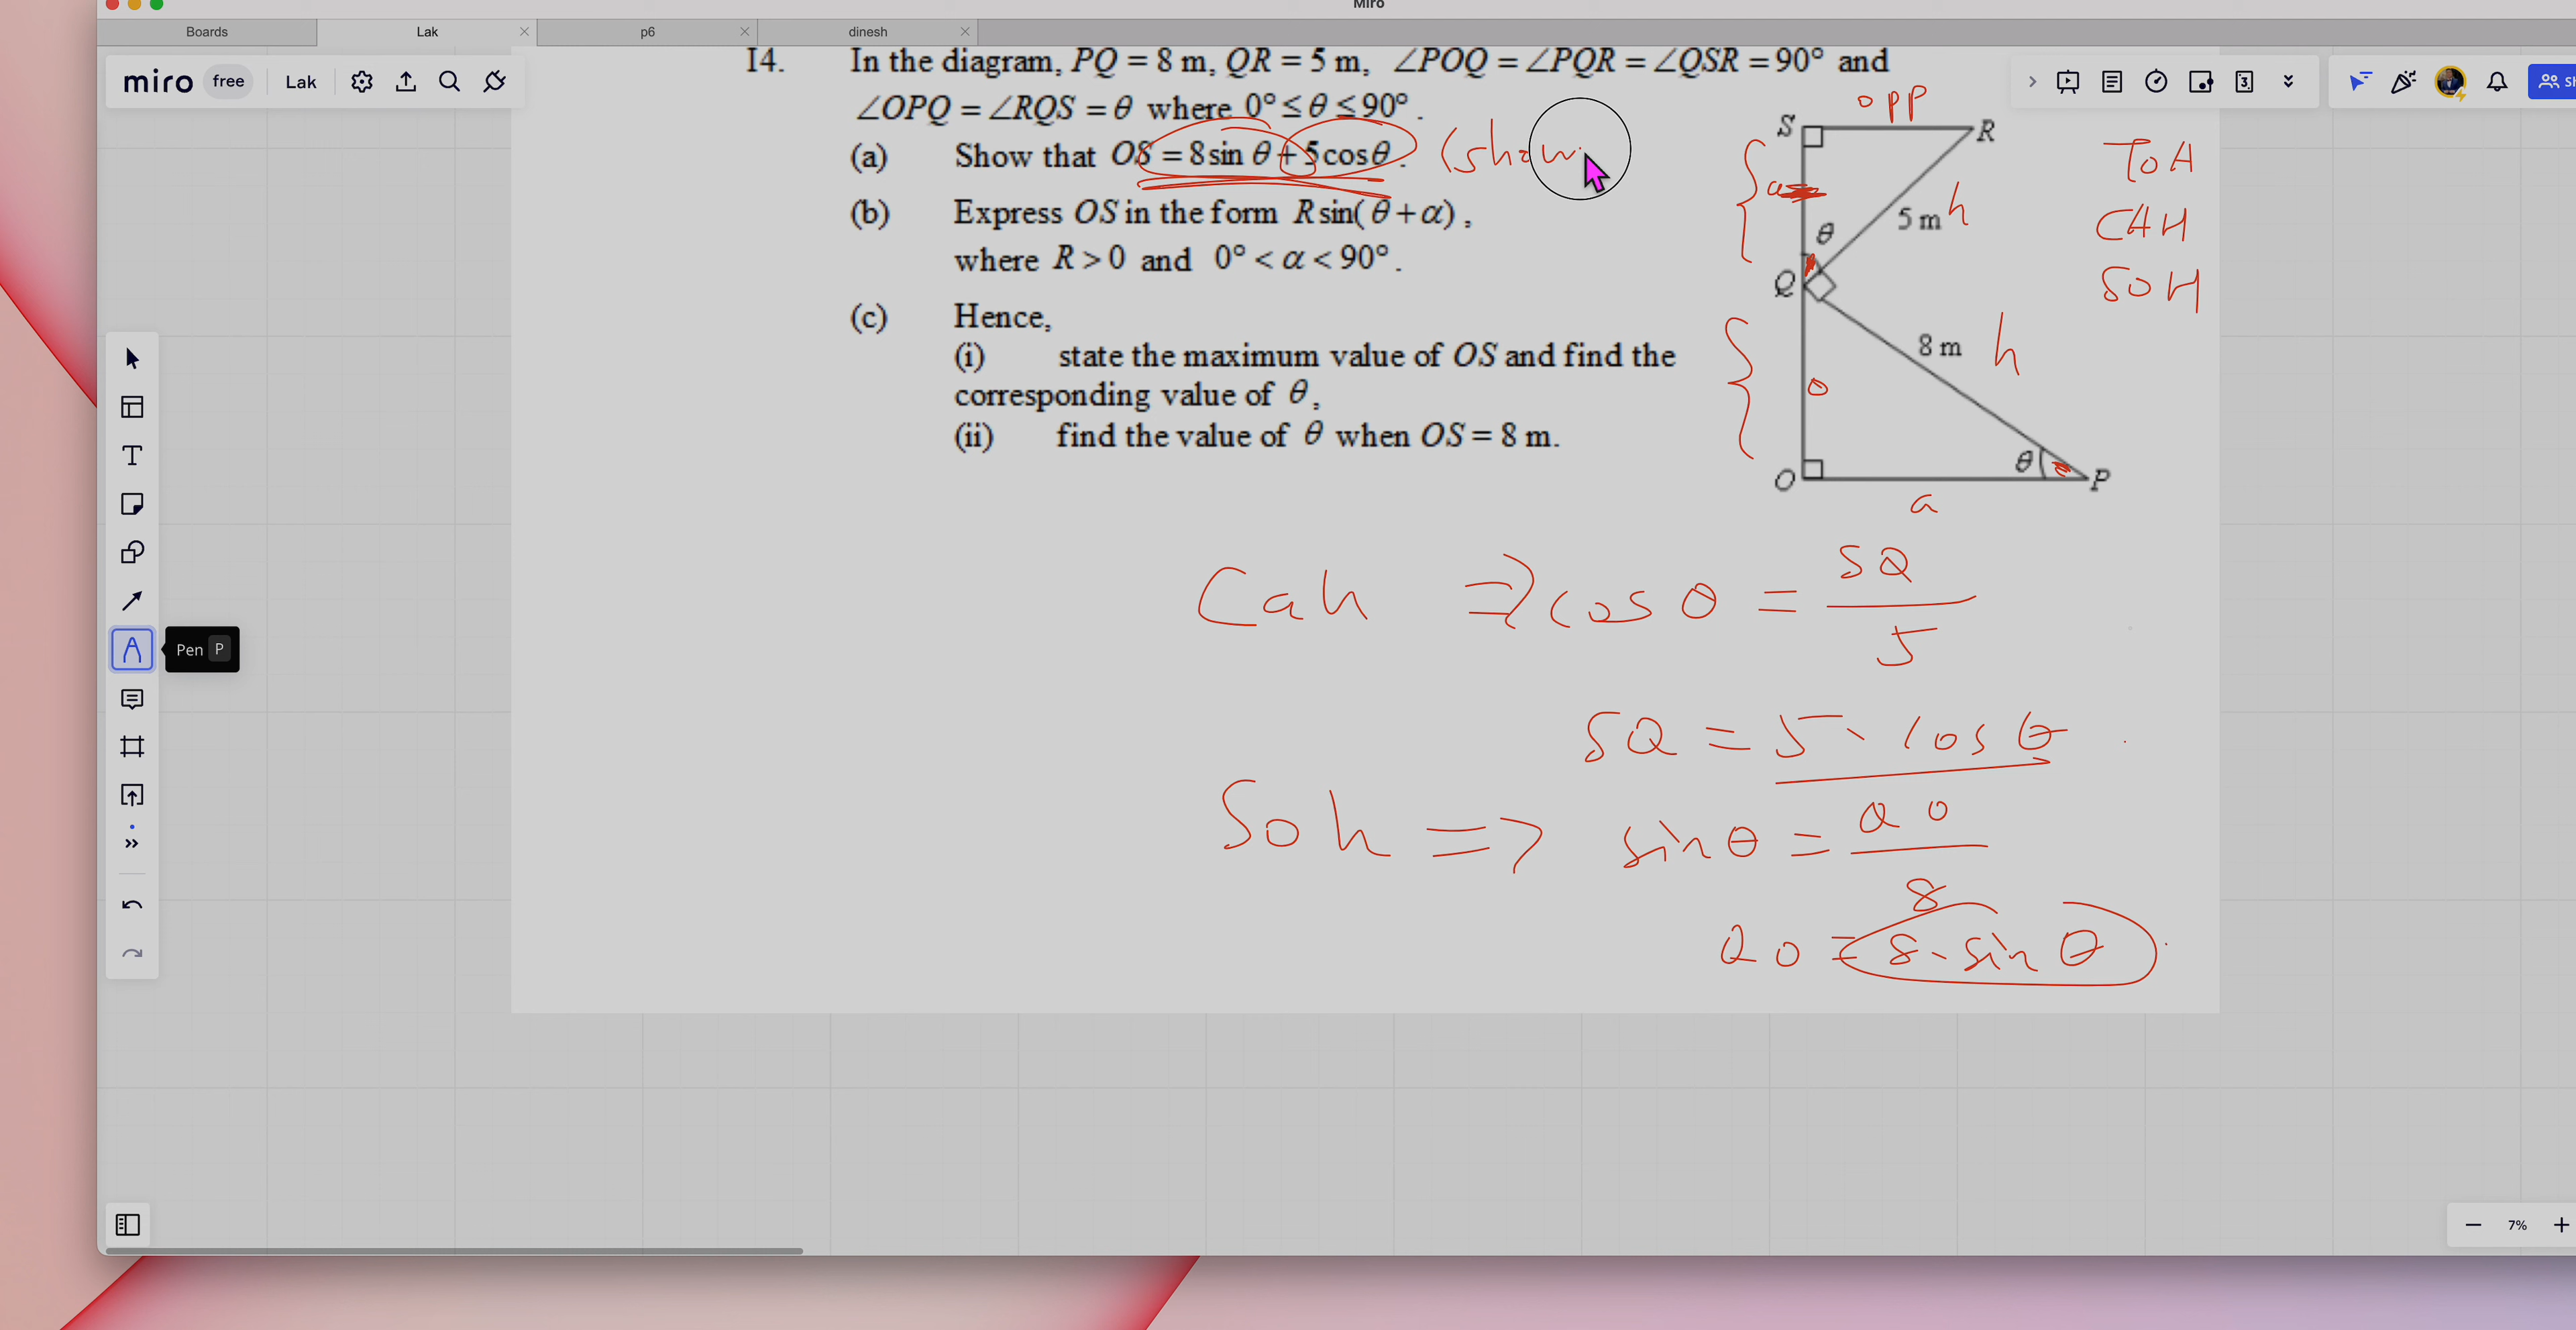 Miro
Boards
Lak
p6
dinesh
miro free Lak
14. In the diagram, PQ = 8 m, QR = 5 m, ∠POQ = ∠PQR = ∠QSR = 90° and
∠OPQ = ∠RQS = θ where 0° ≤ θ ≤ 90°.
(a) Show that OS = 8 sin θ + 5 cos θ. (show
(b) Express OS in the form R sin(θ + α),
where R > 0 and 0° < α < 90°.
(c) Hence,
(i) state the maximum value of OS and find the
corresponding value of θ,
(ii) find the value of θ when OS = 8 m.
opp
S R
a
θ 5 m h
Q
8 m h
o
O θ P
a
TOA
CAH
SOH
Cah ⇒ cos θ = SQ / 5
SQ = 5 · cos θ
Soh => sin θ = QO / 8
QO = 8 · sin θ
Pen P
3
7%